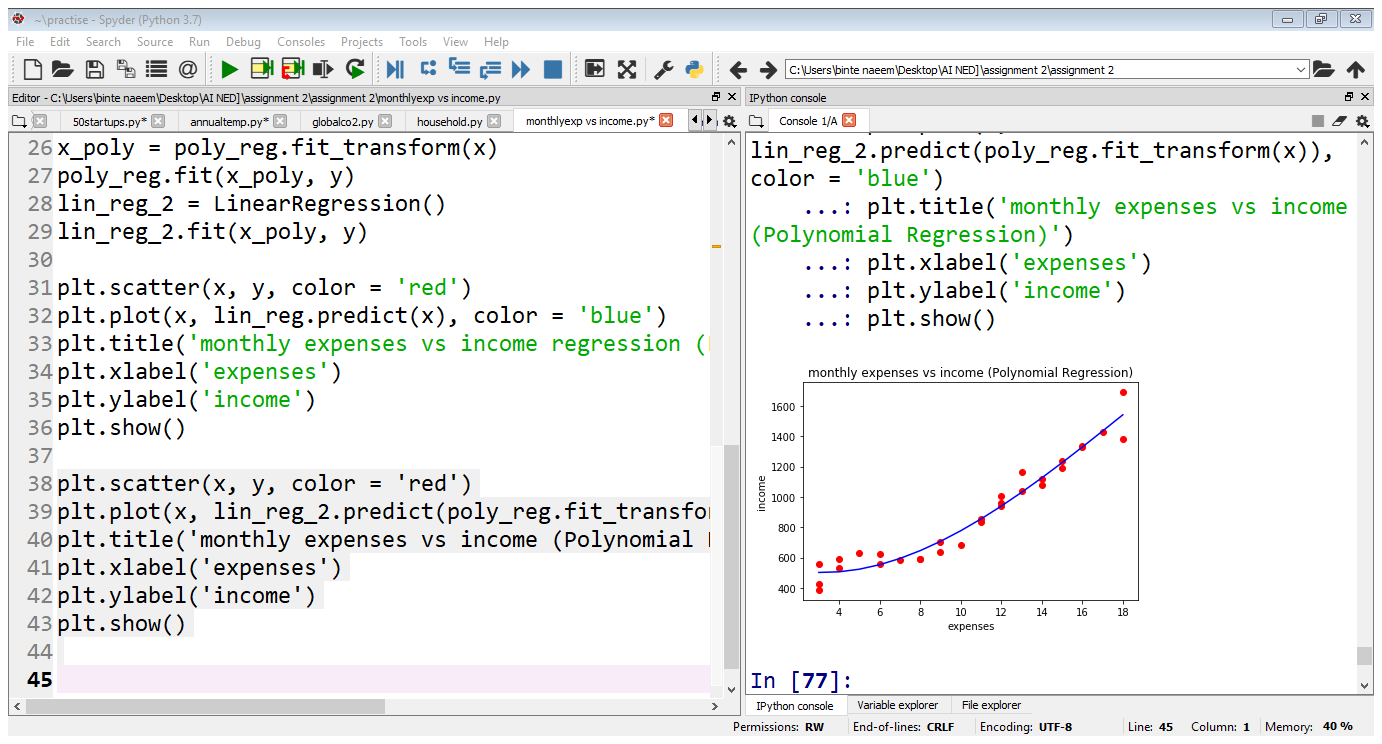 ~\practise - Spyder (Python 3.7)
File Edit Search Source Run Debug Consoles Projects Tools View Help
C:\Users\binte naeem\Desktop\AI NED]\assignment 2\assignment 2
Editor - C:\Users\binte naeem\Desktop\AI NED]\assignment 2\assignment 2\monthlyexp vs income.py
50startups.py* annualtemp.py* globalco2.py household.py monthlyexp vs income.py*
26 x_poly = poly_reg.fit_transform(x)
27 poly_reg.fit(x_poly, y)
28 lin_reg_2 = LinearRegression()
29 lin_reg_2.fit(x_poly, y)
30
31 plt.scatter(x, y, color = 'red')
32 plt.plot(x, lin_reg.predict(x), color = 'blue')
33 plt.title('monthly expenses vs income regression (
34 plt.xlabel('expenses')
35 plt.ylabel('income')
36 plt.show()
37
38 plt.scatter(x, y, color = 'red')
39 plt.plot(x, lin_reg_2.predict(poly_reg.fit_transfo
40 plt.title('monthly expenses vs income (Polynomial
41 plt.xlabel('expenses')
42 plt.ylabel('income')
43 plt.show()
44
45
IPython console
Console 1/A
lin_reg_2.predict(poly_reg.fit_transform(x)),
color = 'blue')
...: plt.title('monthly expenses vs income
(Polynomial Regression)')
...: plt.xlabel('expenses')
...: plt.ylabel('income')
...: plt.show()
monthly expenses vs income (Polynomial Regression)
1600
1400
1200
1000
800
600
400
income
4 6 8 10 12 14 16 18
expenses
In [77]:
IPython console Variable explorer File explorer
Permissions: RW End-of-lines: CRLF Encoding: UTF-8 Line: 45 Column: 1 Memory: 40 %